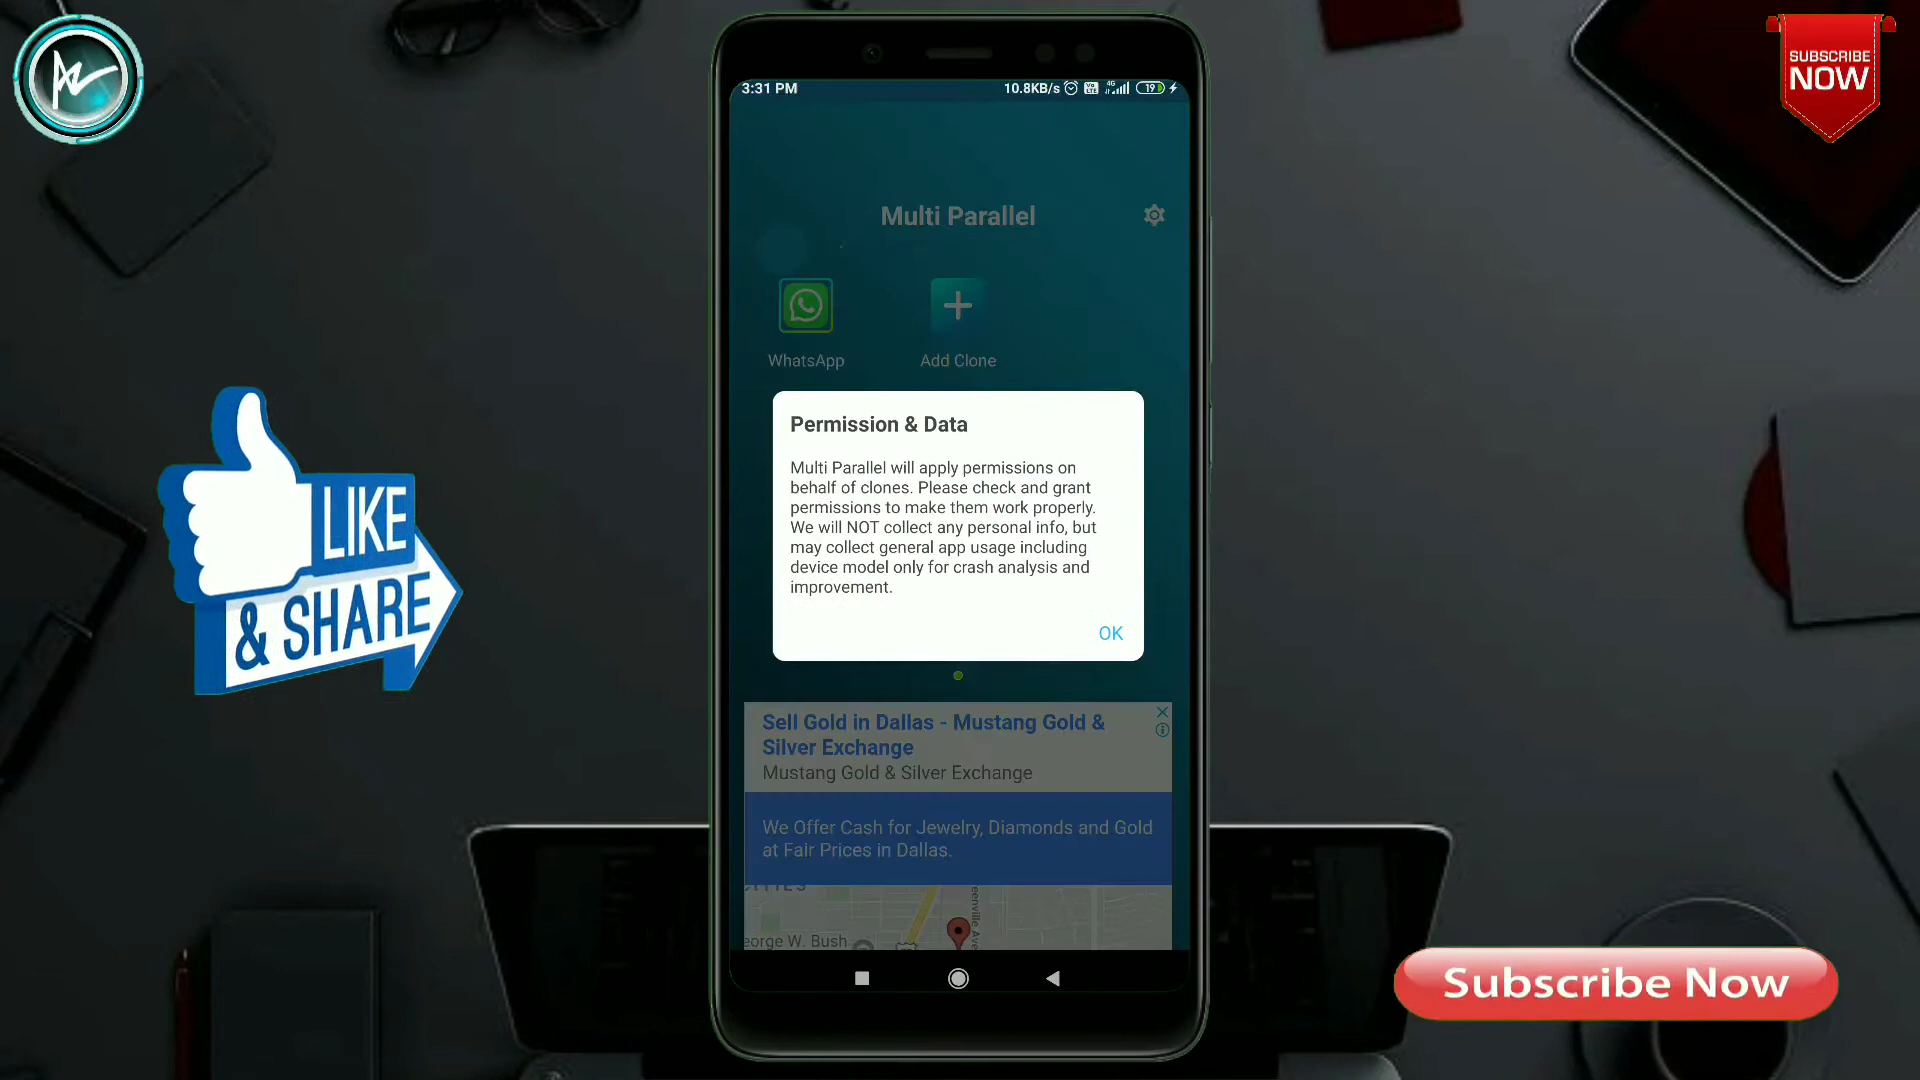 3:31 PM
10.8KB/s
4G
19
SUBSCRIBE
NOW
Multi Parallel
WhatsApp
Add Clone
Permission & Data
Multi Parallel will apply permissions on
behalf of clones. Please check and grant
permissions to make them work properly.
We will NOT collect any personal info, but
may collect general app usage including
device model only for crash analysis and
improvement.
OK
LIKE
& SHARE
Sell Gold in Dallas - Mustang Gold &
Silver Exchange
Mustang Gold & Silver Exchange
We Offer Cash for Jewelry, Diamonds and Gold
at Fair Prices in Dallas.
eorge W. Bush
Subscribe Now